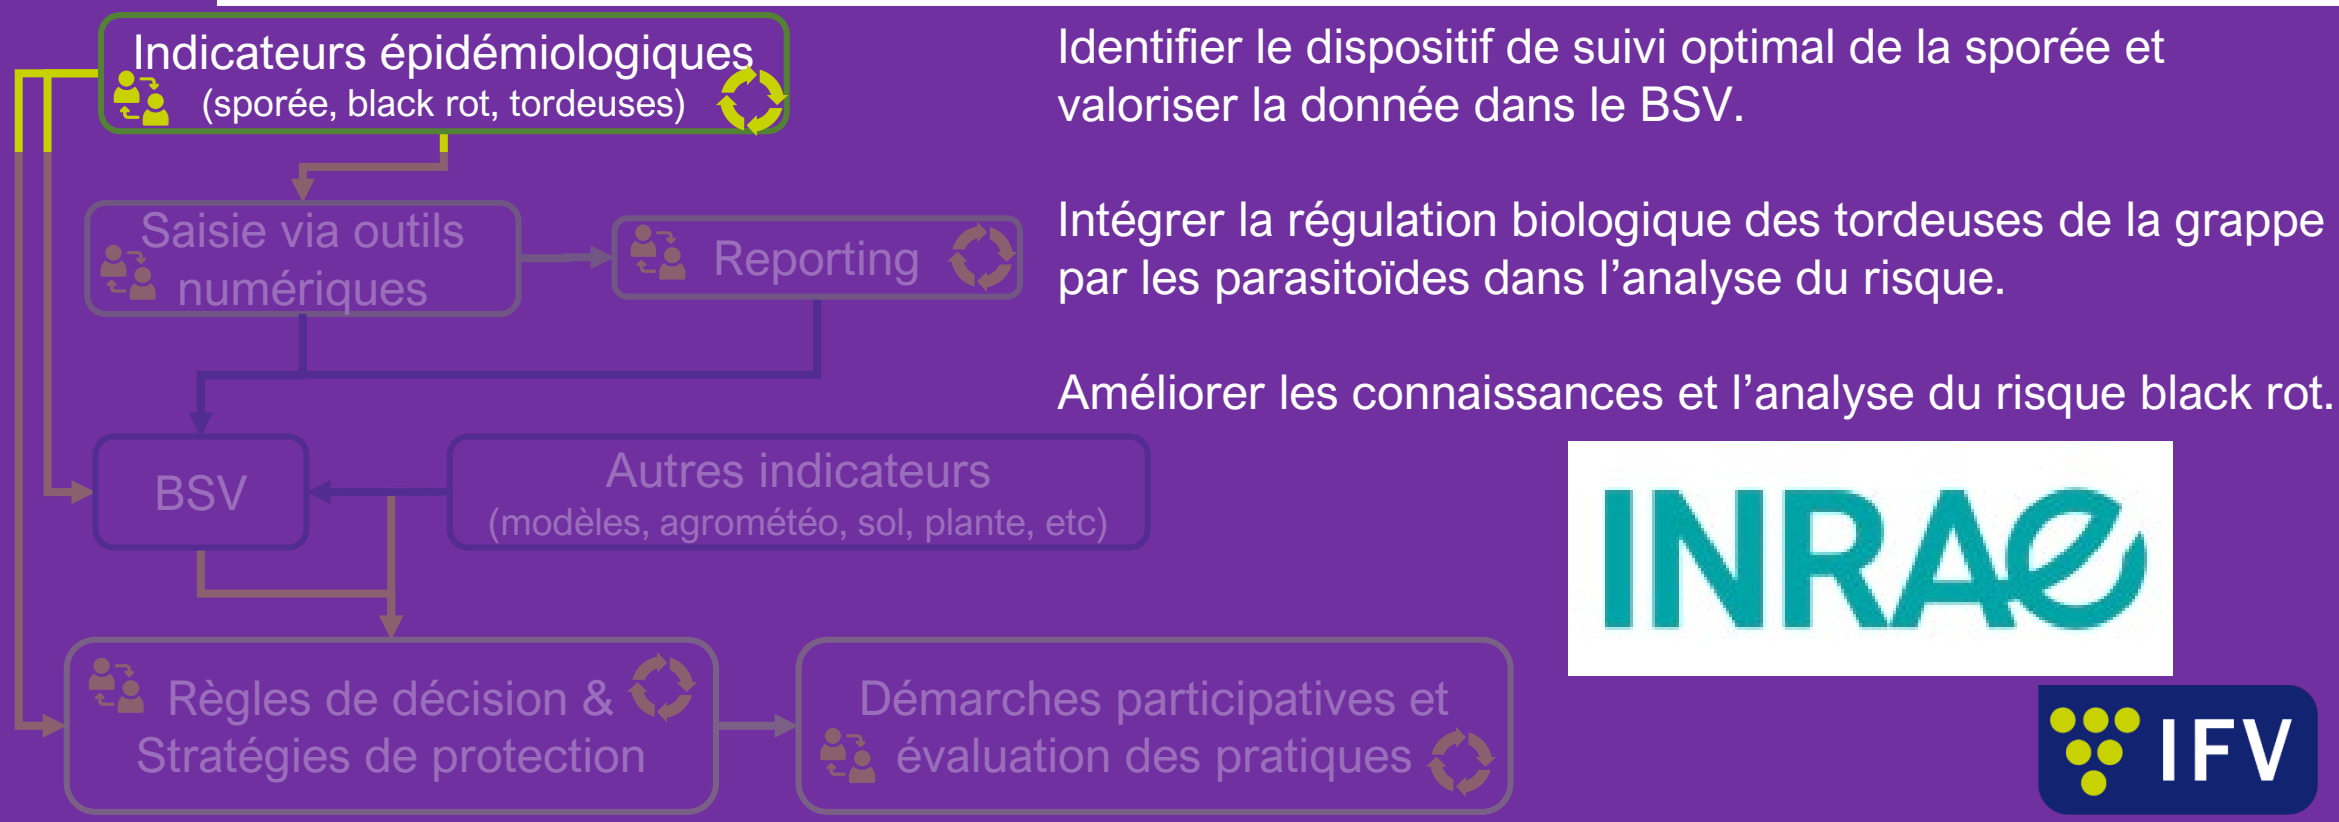 Indicateurs épidémiologiques
(sporée, black rot, tordeuses)
Saisie via outils
numériques
Reporting
BSV
Autres indicateurs
(modèles, agrométéo, sol, plante, etc)
Règles de décision &
Stratégies de protection
Démarches participatives et
évaluation des pratiques
Identifier le dispositif de suivi optimal de la sporée et
valoriser la donnée dans le BSV.
Intégrer la régulation biologique des tordeuses de la grappe
par les parasitoïdes dans l’analyse du risque.
Améliorer les connaissances et l’analyse du risque black rot.
INRAE
IFV